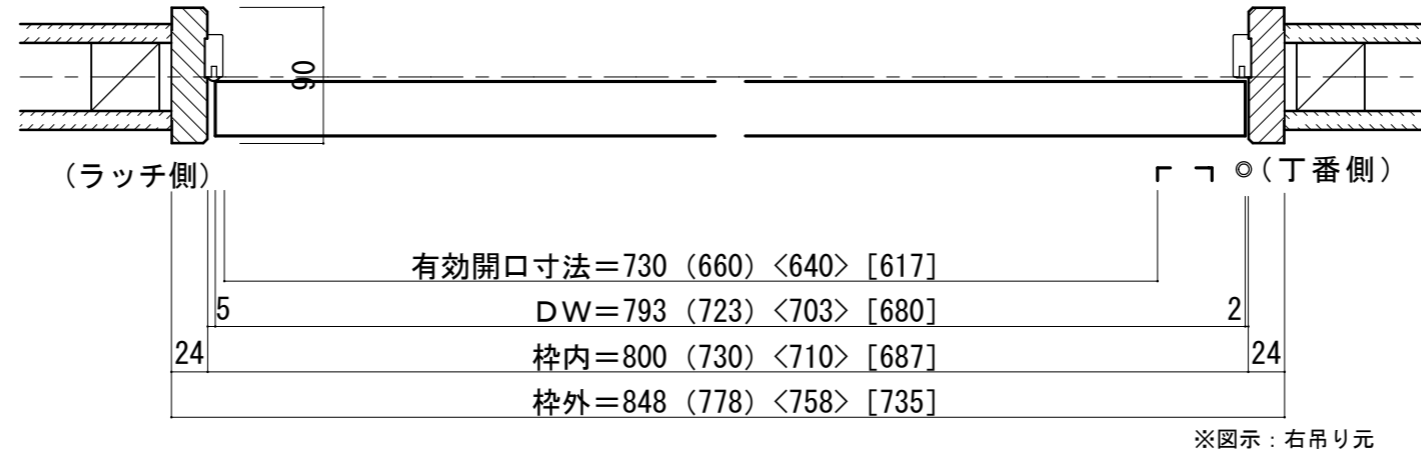 90
(ラッチ側)
◎(丁番側)
有効開口寸法=730 (660) <640> [617]
5
DW=793 (723) <703> [680]
2
24
枠内=800 (730) <710> [687]
24
枠外=848 (778) <758> [735]
※図示:右吊り元